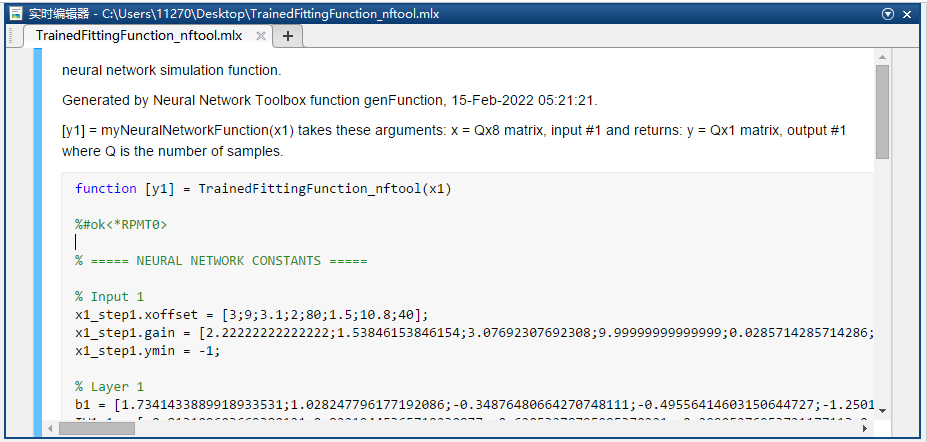 实时编辑器 - C:\Users\11270\Desktop\TrainedFittingFunction_nftool.mlx
TrainedFittingFunction_nftool.mlx
neural network simulation function.
Generated by Neural Network Toolbox function genFunction, 15-Feb-2022 05:21:21.
[y1] = myNeuralNetworkFunction(x1) takes these arguments: x = Qx8 matrix, input #1 and returns: y = Qx1 matrix, output #1
where Q is the number of samples.
function [y1] = TrainedFittingFunction_nftool(x1)
%#ok<*RPMT0>
% ===== NEURAL NETWORK CONSTANTS =====
% Input 1
x1_step1.xoffset = [3;9;3.1;2;80;1.5;10.8;40];
x1_step1.gain = [2.22222222222222;1.53846153846154;3.07692307692308;9.99999999999999;0.0285714285714286;
x1_step1.ymin = -1;
% Layer 1
b1 = [1.7341433889918933531;1.028247796177192086;-0.34876480664270748111;-0.49556414603150644727;-1.2501